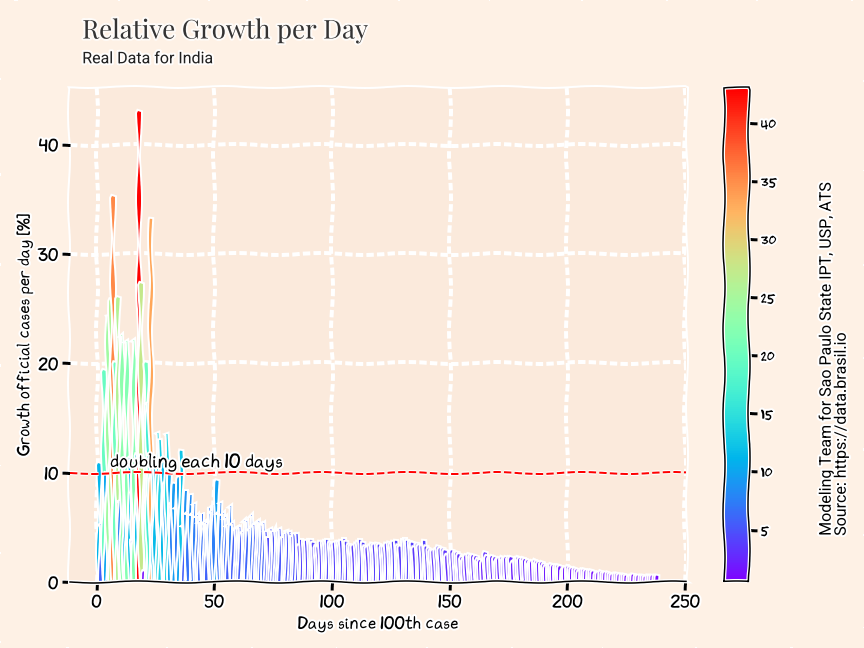 Relative Growth per Day
Real Data for India
Growth official cases per day [%]
40
30
20
10
0
doubling each 10 days
0 50 100 150 200 250
Days since 100th case
40
35
30
25
20
15
10
5
Modeling Team for Sao Paulo State IPT, USP, ATS
Source: https://data.brasil.io